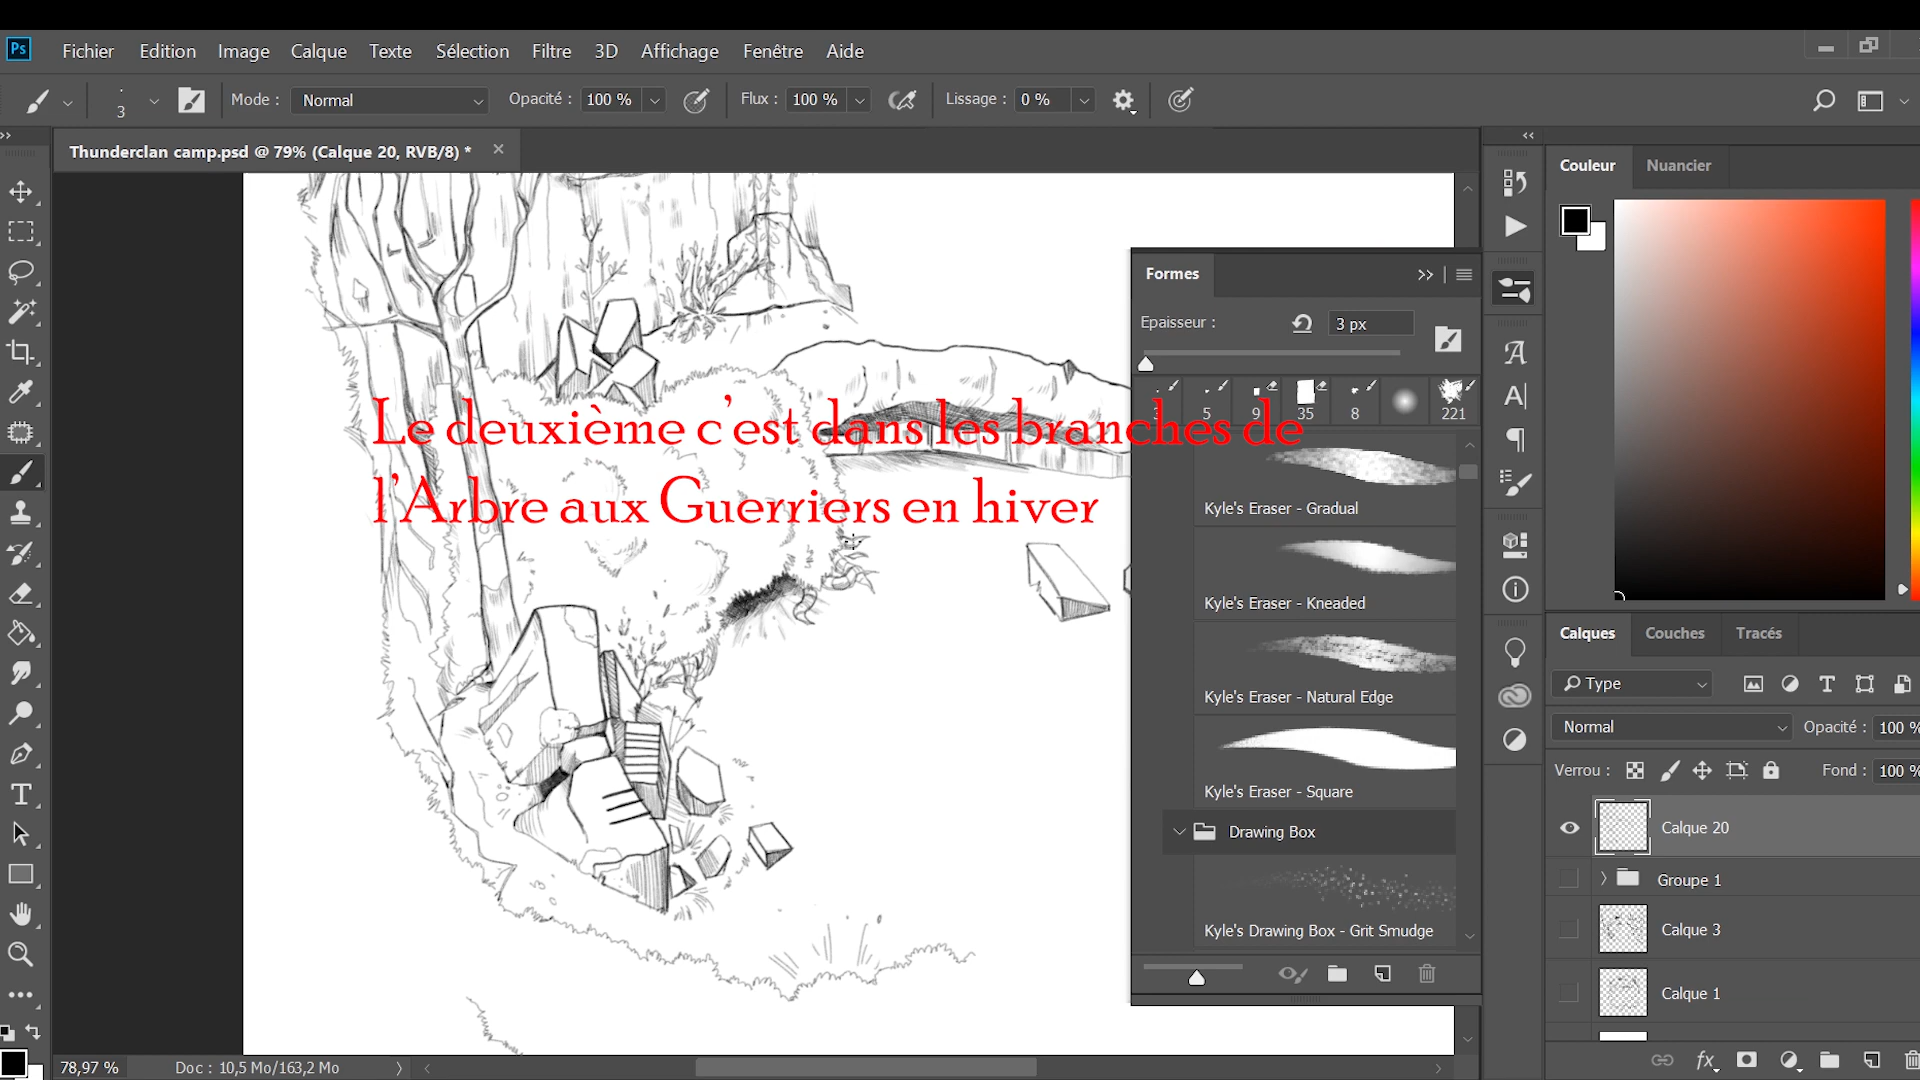 Ps Fichier Edition Image Calque Texte Sélection Filtre 3D Affichage Fenêtre Aide
3 Mode : Normal Opacité : 100 % Flux : 100 % Lissage : 0 %
Thunderclan camp.psd @ 79% (Calque 20, RVB/8) *
Couleur Nuancier
Formes
Epaisseur : 3 px
3 5 9 35 8 221
Le deuxième c'est dans les branches de
l'Arbre aux Guerriers en hiver
Kyle's Eraser - Gradual
Kyle's Eraser - Kneaded
Kyle's Eraser - Natural Edge
Kyle's Eraser - Square
Drawing Box
Kyle's Drawing Box - Grit Smudge
Calques Couches Tracés
Type
Normal Opacité : 100 %
Verrou : Fond : 100 %
Calque 20
Groupe 1
Calque 3
Calque 1
78,97 % Doc : 10,5 Mo/163,2 Mo